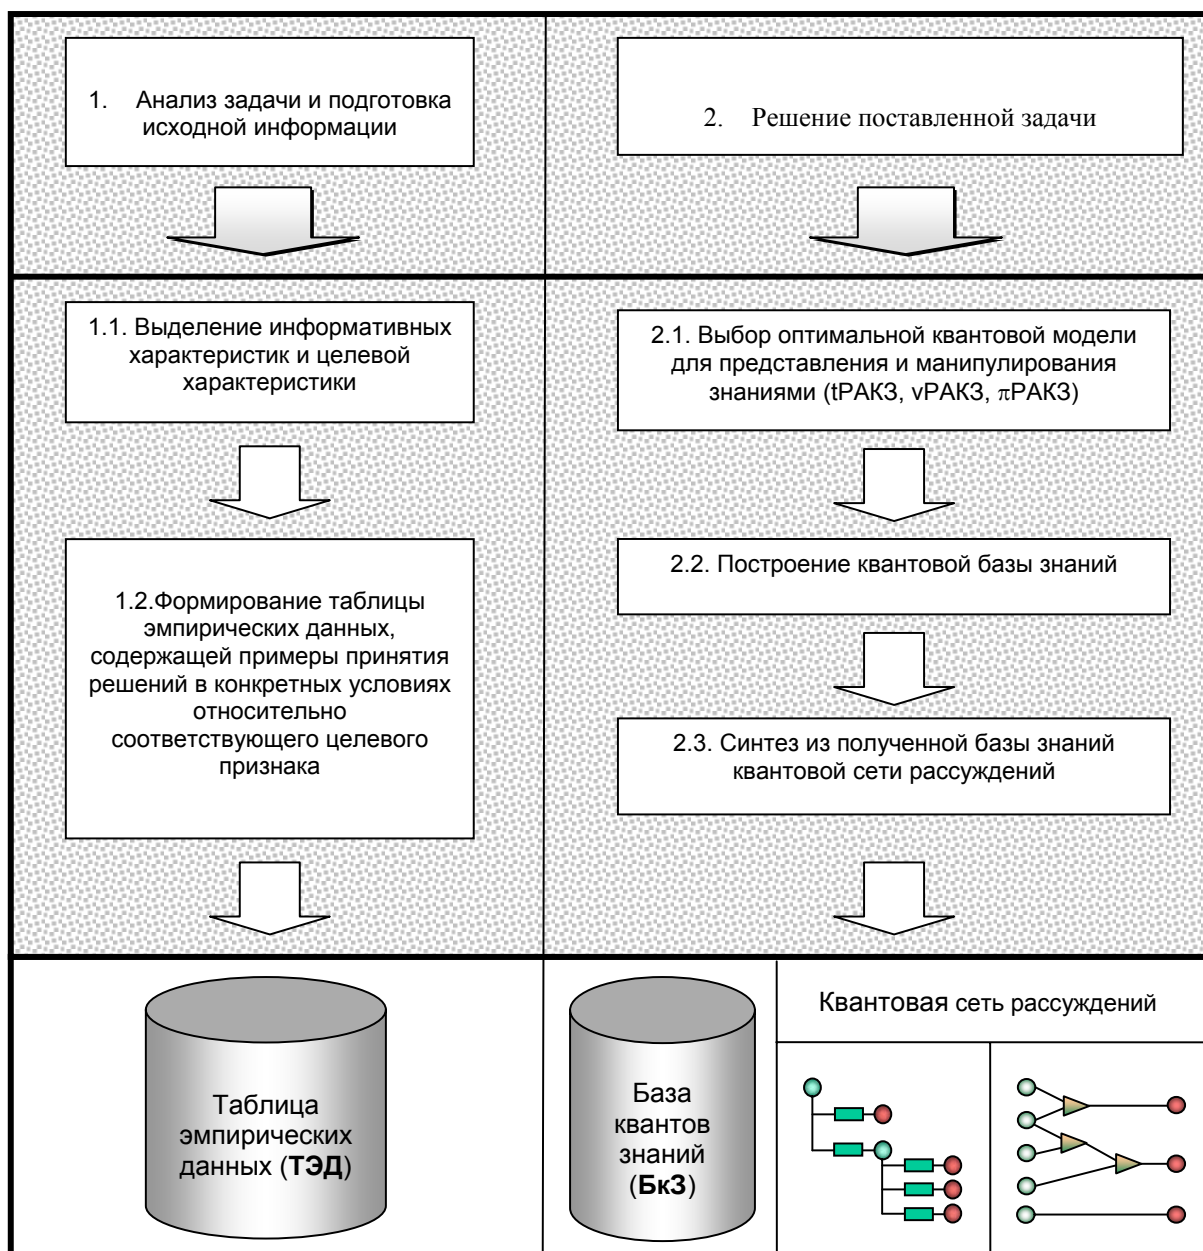 1. Анализ задачи и подготовка
исходной информации
2. Решение поставленной задачи
1.1. Выделение информативных
характеристик и целевой
характеристики
1.2.Формирование таблицы
эмпирических данных,
содержащей примеры принятия
решений в конкретных условиях
относительно
соответствующего целевого
признака
2.1. Выбор оптимальной квантовой модели
для представления и манипулирования
знаниями (tРАКЗ, vРАКЗ, πРАКЗ)
2.2. Построение квантовой базы знаний
2.3. Синтез из полученной базы знаний
квантовой сети рассуждений
Таблица
эмпирических
данных (ТЭД)
База
квантов
знаний
(БкЗ)
Квантовая сеть рассуждений